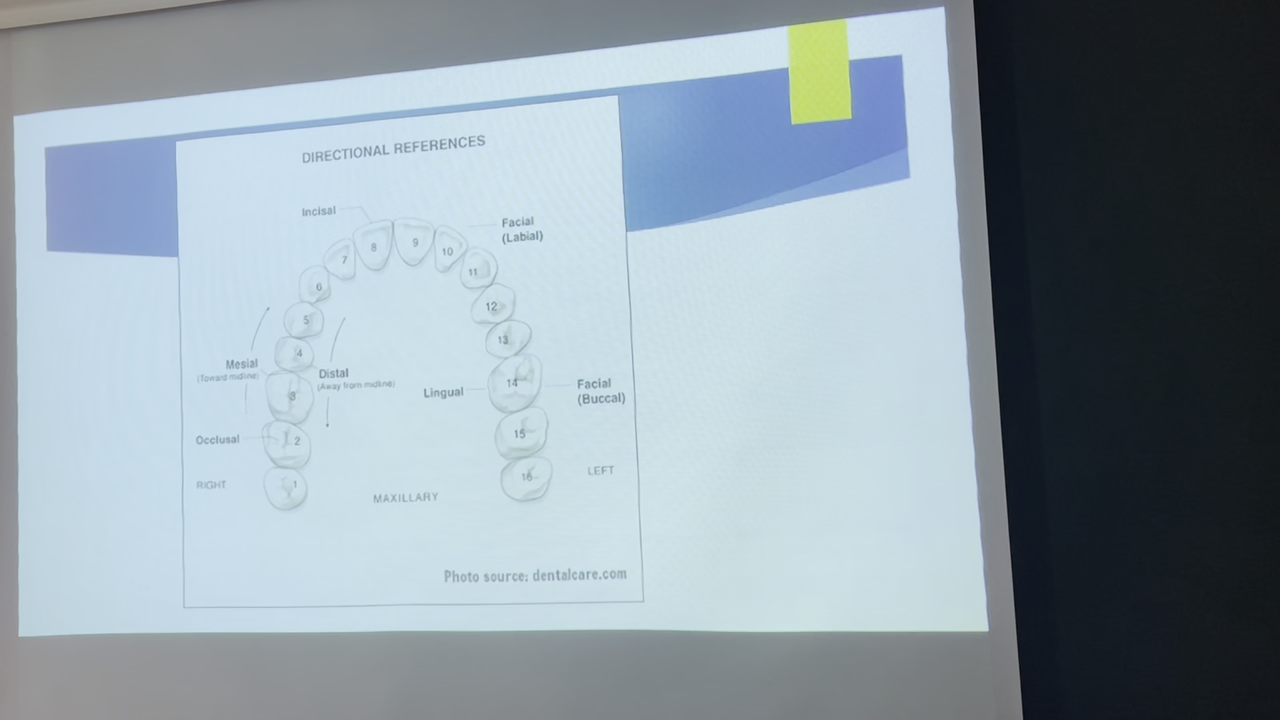 DIRECTIONAL REFERENCES
Incisal
Facial
(Labial)
8
9
7
10
11
6
12
5
13
4
Mesial
(Toward midline)
Distal
(Away from midline)
3
14
Lingual
Facial
(Buccal)
Occlusal
2
15
RIGHT
1
MAXILLARY
16
LEFT
Photo source: dentalcare.com